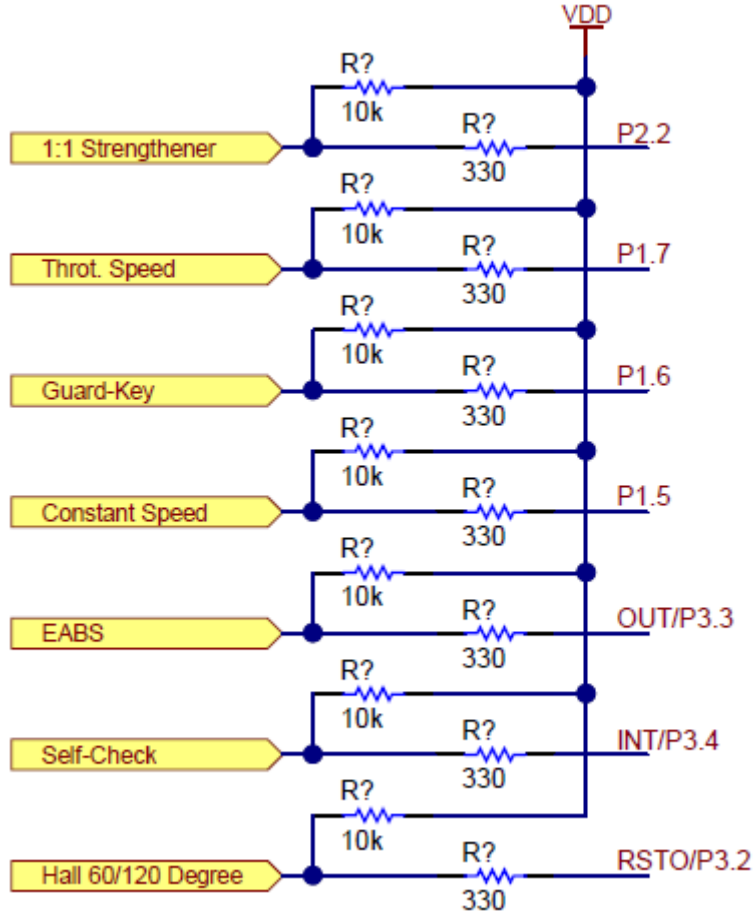 VDD
R?
10k
1:1 Strengthener
R?
330
P2.2
R?
10k
Throt. Speed
R?
330
P1.7
R?
10k
Guard-Key
R?
330
P1.6
R?
10k
Constant Speed
R?
330
P1.5
R?
10k
EABS
R?
330
OUT/P3.3
R?
10k
Self-Check
R?
330
INT/P3.4
R?
10k
Hall 60/120 Degree
R?
330
RSTO/P3.2